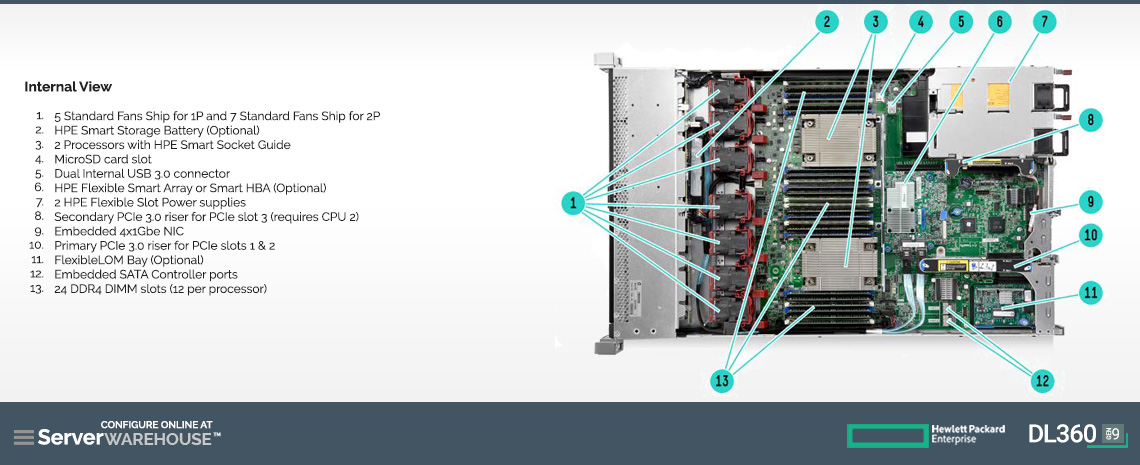 Internal View
1. 5 Standard Fans Ship for 1P and 7 Standard Fans Ship for 2P
2. HPE Smart Storage Battery (Optional)
3. 2 Processors with HPE Smart Socket Guide
4. MicroSD card slot
5. Dual Internal USB 3.0 connector
6. HPE Flexible Smart Array or Smart HBA (Optional)
7. 2 HPE Flexible Slot Power supplies
8. Secondary PCIe 3.0 riser for PCIe slot 3 (requires CPU 2)
9. Embedded 4x1Gbe NIC
10. Primary PCIe 3.0 riser for PCIe slots 1 & 2
11. FlexibleLOM Bay (Optional)
12. Embedded SATA Controller ports
13. 24 DDR4 DIMM slots (12 per processor)
2 3 4 5 6 7
8
1
9
10
11
13 12
CONFIGURE ONLINE AT
ServerWAREHOUSE™
Hewlett Packard
Enterprise
DL360 GEN 9